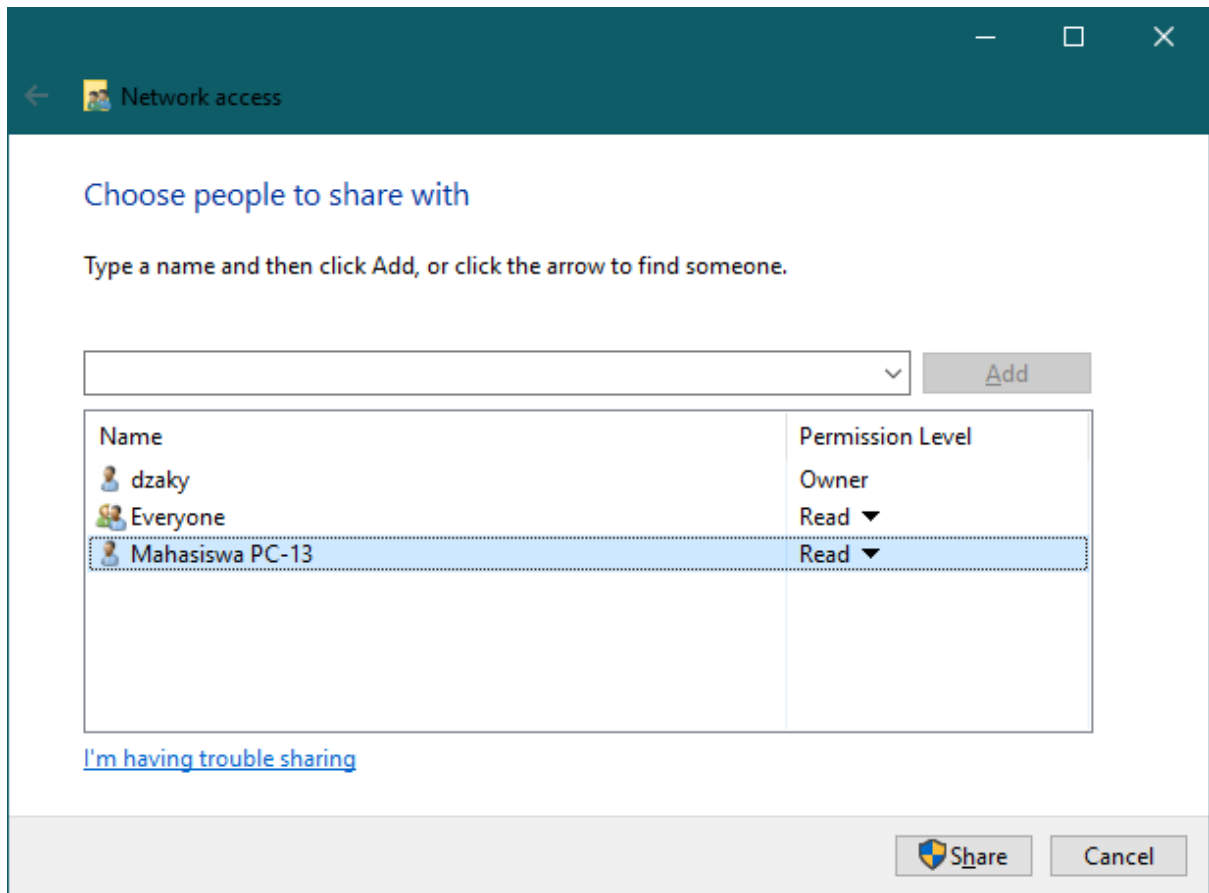 Network access
Choose people to share with
Type a name and then click Add, or click the arrow to find someone.
Add
Name Permission Level
dzaky Owner
Everyone Read
Mahasiswa PC-13 Read
I'm having trouble sharing
Share Cancel